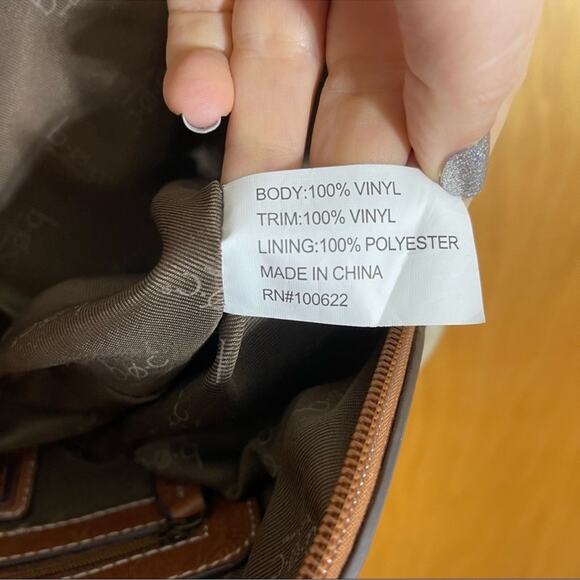 BODY:100% VINYL
TRIM:100% VINYL
LINING:100% POLYESTER
MADE IN CHINA
RN#100622